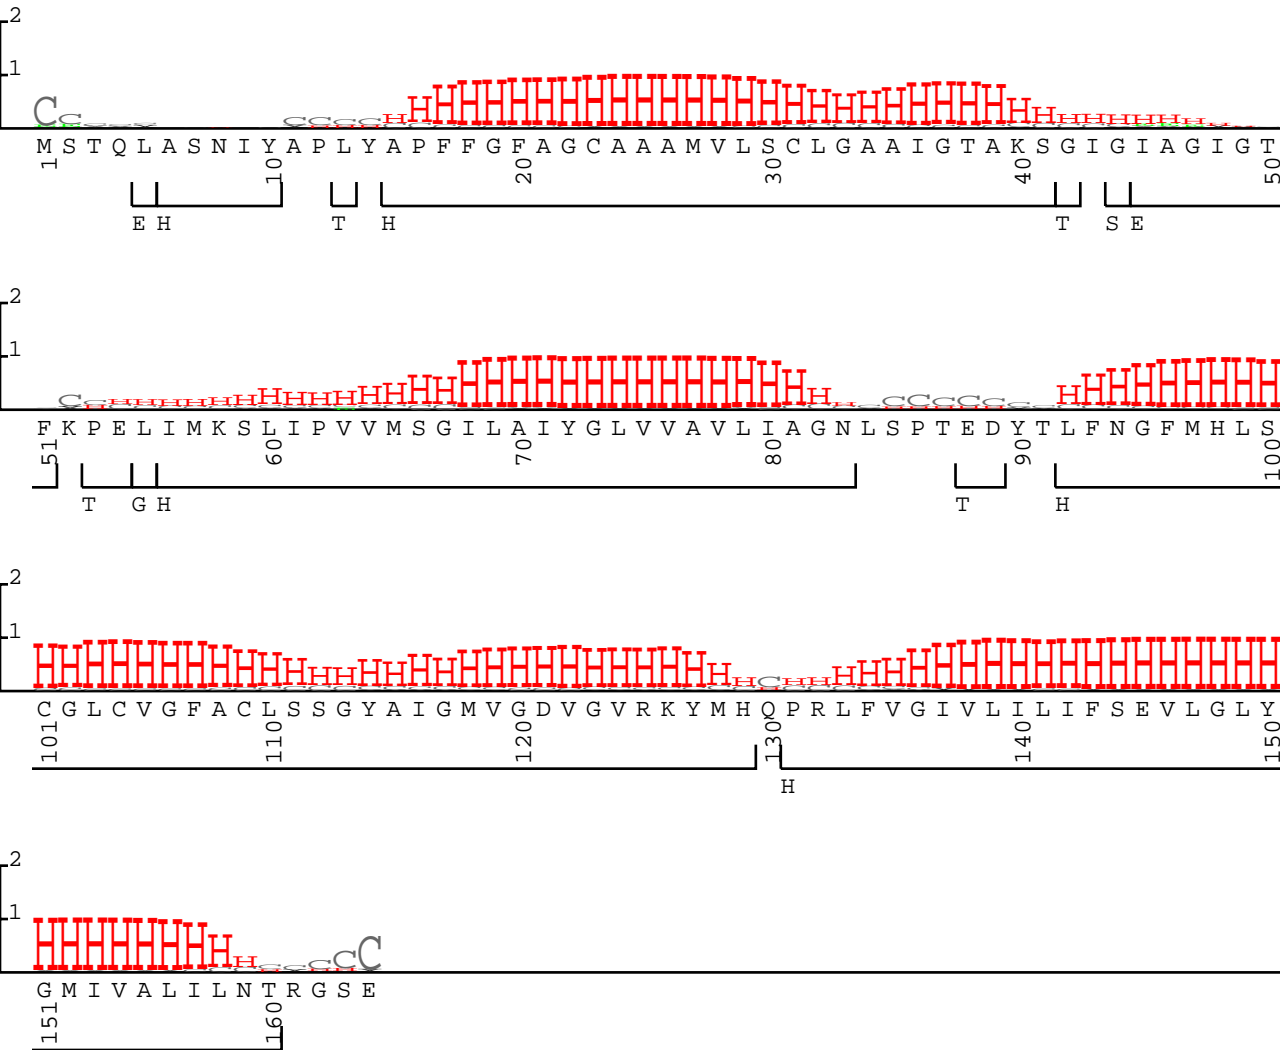 2
1
M S T Q L A S N I Y A P L Y A P F F G F A G C A A A M V L S C L G A A I G T A K S G I G I A G I G T
1 10 20 30 40 50
E H T H T S E
2
1
F K P E L I M K S L I P V V M S G I L A I Y G L V V A V L I A G N L S P T E D Y T L F N G F M H L S
51 60 70 80 90 100
T G H T H
2
1
C G L C V G F A C L S S G Y A I G M V G D V G V R K Y M H Q P R L F V G I V L I L I F S E V L G L Y
101 110 120 130 140 150
H
2
1
G M I V A L I L N T R G S E
151 160